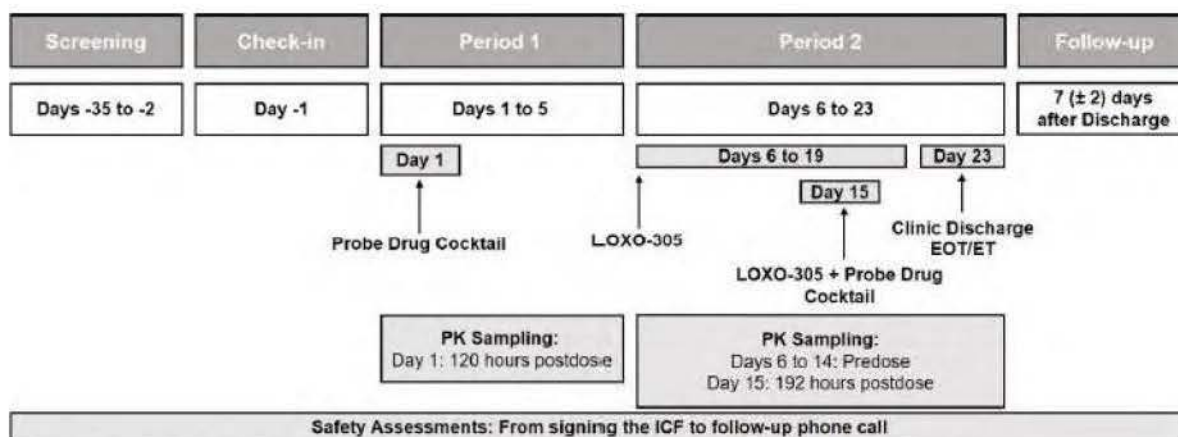 Screening Check-in Period 1 Period 2 Follow-up
Days -35 to -2 Day -1 Days 1 to 5 Days 6 to 23 7 (± 2) days
after Discharge
Day 1 Days 6 to 19 Day 23
Day 15
Probe Drug Cocktail LOXO-305 Clinic Discharge
EOT/ET
LOXO-305 + Probe Drug
Cocktail
PK Sampling: PK Sampling:
Day 1: 120 hours postdose Days 6 to 14: Predose
Day 15: 192 hours postdose
Safety Assessments: From signing the ICF to follow-up phone call